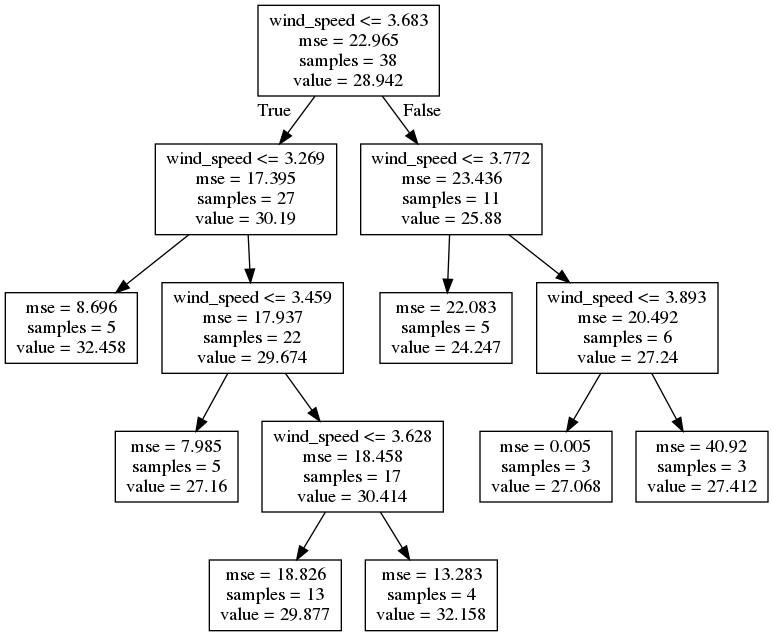 wind_speed <= 3.683
mse = 22.965
samples = 38
value = 28.942
True
False
wind_speed <= 3.269
mse = 17.395
samples = 27
value = 30.19
wind_speed <= 3.772
mse = 23.436
samples = 11
value = 25.88
mse = 8.696
samples = 5
value = 32.458
wind_speed <= 3.459
mse = 17.937
samples = 22
value = 29.674
mse = 22.083
samples = 5
value = 24.247
wind_speed <= 3.893
mse = 20.492
samples = 6
value = 27.24
mse = 7.985
samples = 5
value = 27.16
wind_speed <= 3.628
mse = 18.458
samples = 17
value = 30.414
mse = 0.005
samples = 3
value = 27.068
mse = 40.92
samples = 3
value = 27.412
mse = 18.826
samples = 13
value = 29.877
mse = 13.283
samples = 4
value = 32.158